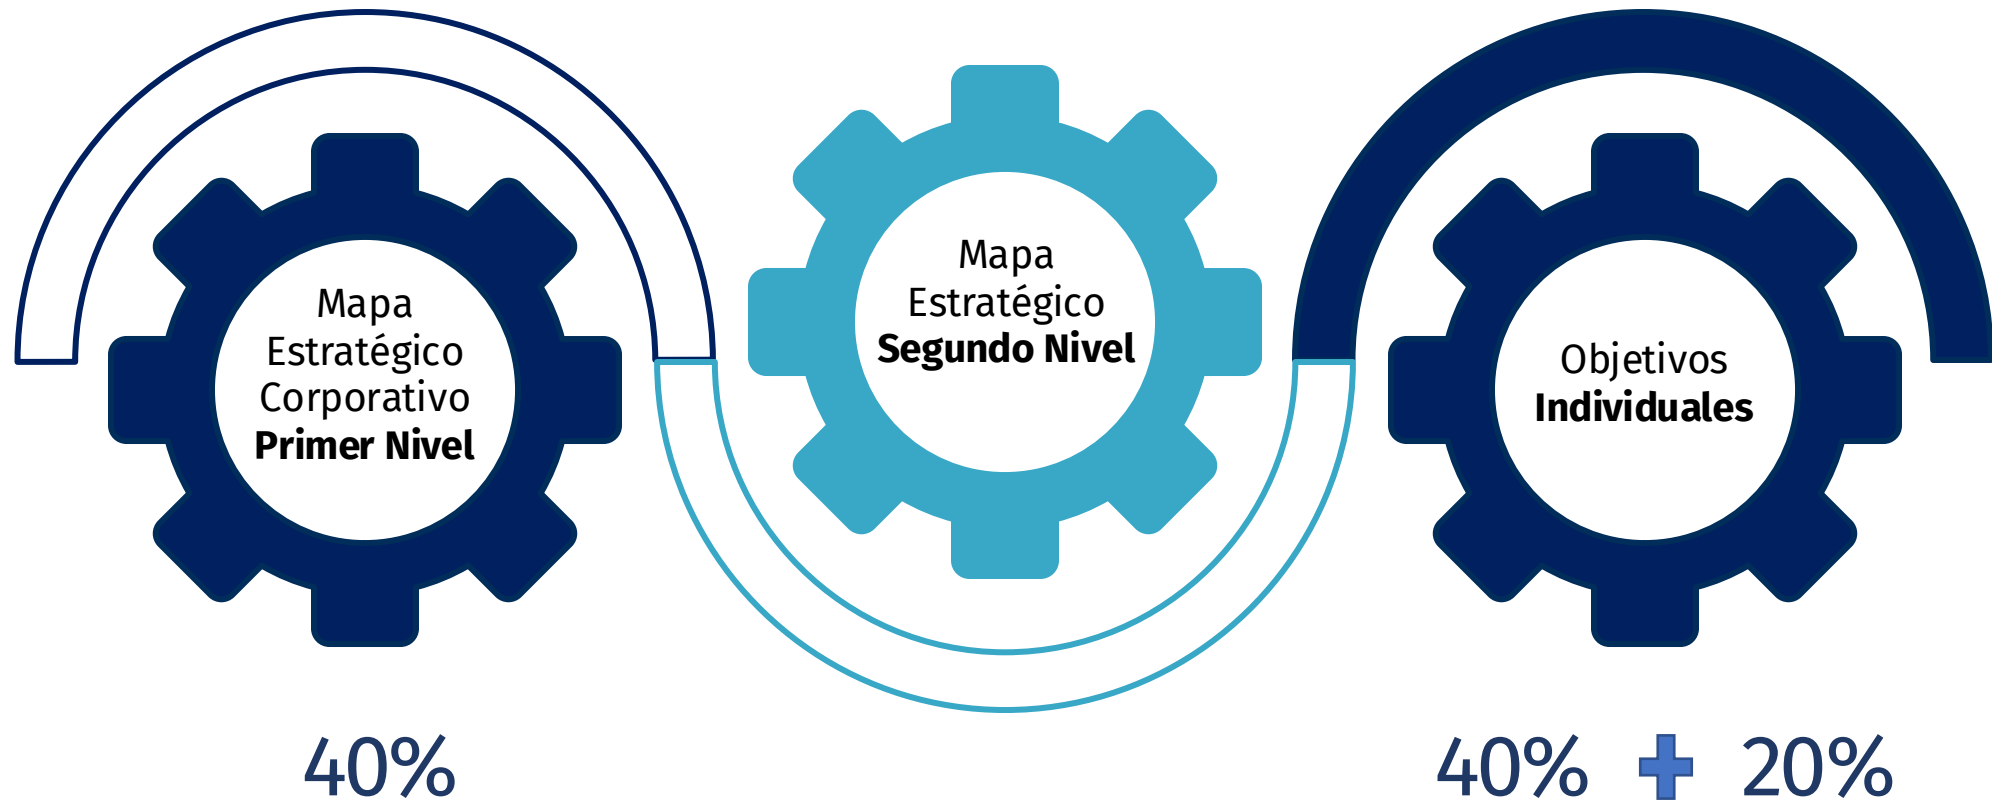 Mapa
Estratégico
Corporativo
Primer Nivel
Mapa
Estratégico
Segundo Nivel
Objetivos
Individuales
40%
40% 20%